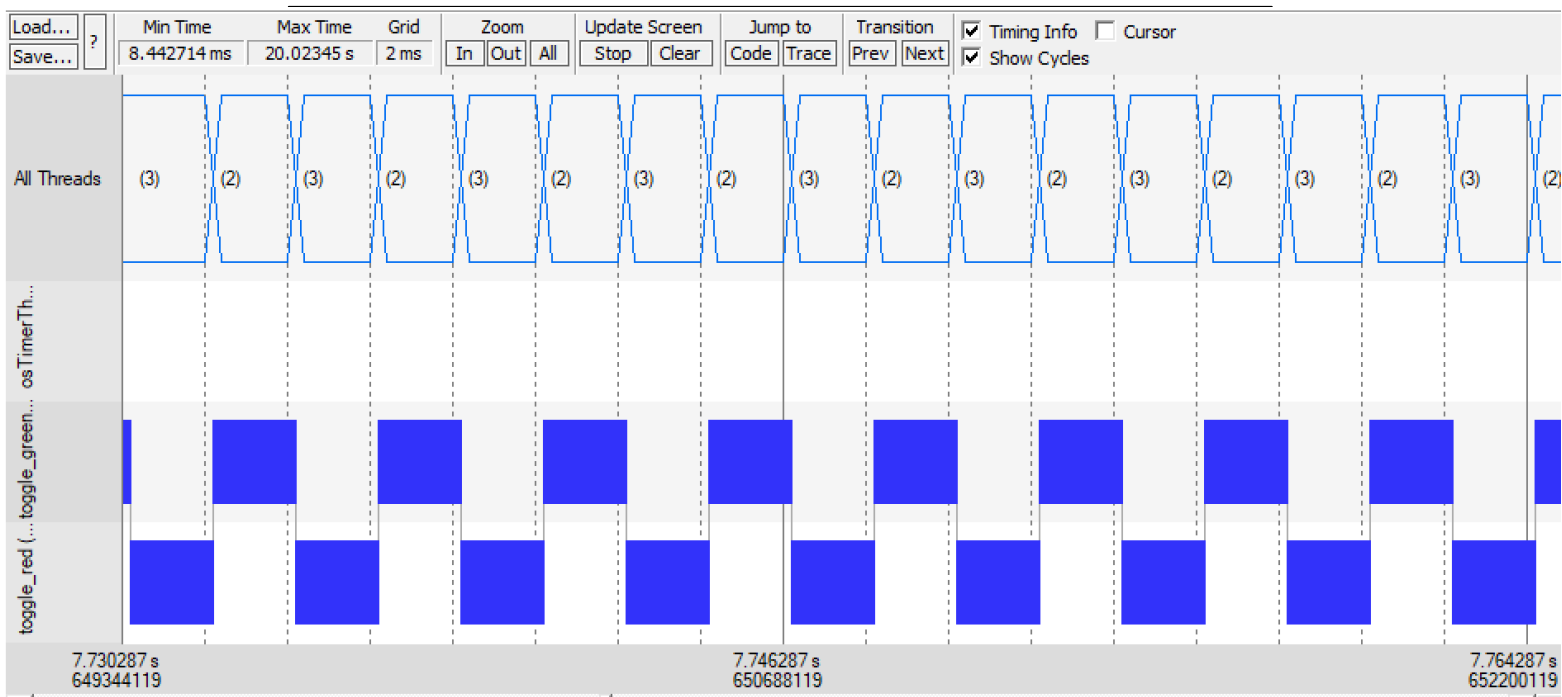 Load... ? Min Time Max Time Grid Zoom Update Screen Jump to Transition Timing Info Cursor
Save... 8.442714 ms 20.02345 s 2 ms In Out All Stop Clear Code Trace Prev Next Show Cycles
All Threads (3) (2) (3) (2) (3) (2) (3) (2) (3) (2) (3) (2) (3) (2) (3) (2) (3) (2)
osTimerTh...
toggle_green...
toggle_red (...
7.730287 s 7.746287 s 7.764287 s
649344119 650688119 652200119